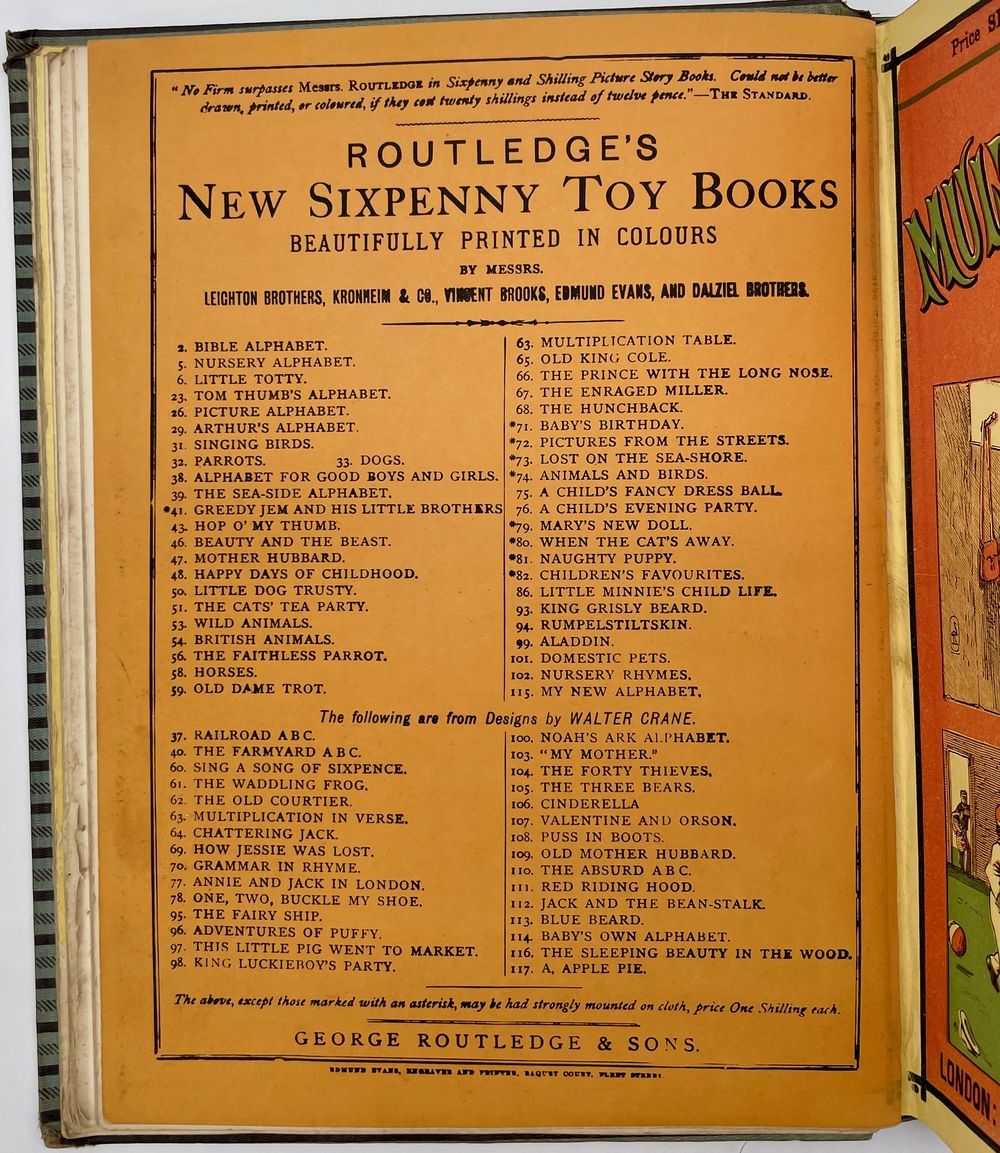 "No Firm surpasses Messrs. ROUTLEDGE in Sixpenny and Shilling Picture Story Books. Could not be better
drawn, printed, or coloured, if they cost twenty shillings instead of twelve pence."—THE STANDARD.
ROUTLEDGE'S
NEW SIXPENNY TOY BOOKS
BEAUTIFULLY PRINTED IN COLOURS
BY MESSRS.
LEIGHTON BROTHERS, KRONHEIM & CO., VINCENT BROOKS, EDMUND EVANS, AND DALZIEL BROTHERS.
2. BIBLE ALPHABET.
5. NURSERY ALPHABET.
6. LITTLE TOTTY.
23. TOM THUMB'S ALPHABET.
26. PICTURE ALPHABET.
29. ARTHUR'S ALPHABET.
31. SINGING BIRDS.
32. PARROTS. 33. DOGS.
38. ALPHABET FOR GOOD BOYS AND GIRLS.
39. THE SEA-SIDE ALPHABET.
*41. GREEDY JEM AND HIS LITTLE BROTHERS
43. HOP O' MY THUMB.
46. BEAUTY AND THE BEAST.
47. MOTHER HUBBARD.
48. HAPPY DAYS OF CHILDHOOD.
50. LITTLE DOG TRUSTY.
51. THE CATS' TEA PARTY.
53. WILD ANIMALS.
54. BRITISH ANIMALS.
56. THE FAITHLESS PARROT.
58. HORSES.
59. OLD DAME TROT.
63. MULTIPLICATION TABLE.
65. OLD KING COLE.
66. THE PRINCE WITH THE LONG NOSE.
67. THE ENRAGED MILLER.
68. THE HUNCHBACK.
*71. BABY'S BIRTHDAY.
*72. PICTURES FROM THE STREETS.
*73. LOST ON THE SEA-SHORE.
*74. ANIMALS AND BIRDS.
75. A CHILD'S FANCY DRESS BALL
76. A CHILD'S EVENING PARTY.
*79. MARY'S NEW DOLL.
*80. WHEN THE CAT'S AWAY.
*81. NAUGHTY PUPPY.
*82. CHILDREN'S FAVOURITES.
86. LITTLE MINNIE'S CHILD LIFE.
93. KING GRISLY BEARD.
94. RUMPELSTILTSKIN.
99. ALADDIN.
101. DOMESTIC PETS.
102. NURSERY RHYMES.
115. MY NEW ALPHABET.
The following are from Designs by WALTER CRANE.
37. RAILROAD A B C.
40. THE FARMYARD A B C.
60. SING A SONG OF SIXPENCE.
61. THE WADDLING FROG.
62. THE OLD COURTIER.
63. MULTIPLICATION IN VERSE.
64. CHATTERING JACK.
69. HOW JESSIE WAS LOST.
70. GRAMMAR IN RHYME.
77. ANNIE AND JACK IN LONDON.
78. ONE, TWO, BUCKLE MY SHOE.
95. THE FAIRY SHIP.
96. ADVENTURES OF PUFFY.
97. THIS LITTLE PIG WENT TO MARKET.
98. KING LUCKIEBOY'S PARTY.
100. NOAH'S ARK ALPHABET.
103. "MY MOTHER."
104. THE FORTY THIEVES.
105. THE THREE BEARS.
106. CINDERELLA
107. VALENTINE AND ORSON.
108. PUSS IN BOOTS.
109. OLD MOTHER HUBBARD.
110. THE ABSURD A B C.
111. RED RIDING HOOD.
112. JACK AND THE BEAN-STALK.
113. BLUE BEARD.
114. BABY'S OWN ALPHABET.
116. THE SLEEPING BEAUTY IN THE WOOD.
117. A, APPLE PIE.
The above, except those marked with an asterisk, may be had strongly mounted on cloth, price One Shilling each.
GEORGE ROUTLEDGE & SONS.
EDMUND EVANS, ENGRAVER AND PRINTER, RAQUET COURT, FLEET STREET.
Price
LONDON: